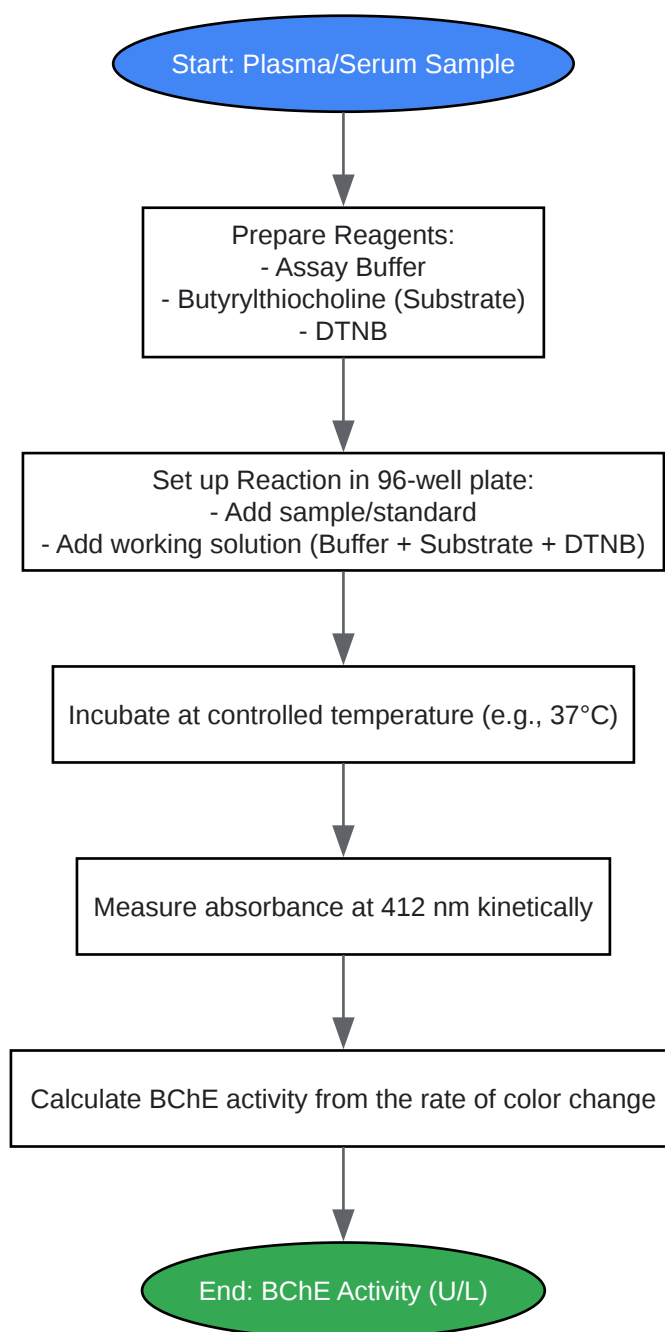 Start: Plasma/Serum Sample
Prepare Reagents:
- Assay Buffer
- Butyrylthiocholine (Substrate)
- DTNB
Set up Reaction in 96-well plate:
- Add sample/standard
- Add working solution (Buffer + Substrate + DTNB)
Incubate at controlled temperature (e.g., 37°C)
Measure absorbance at 412 nm kinetically
Calculate BChE activity from the rate of color change
End: BChE Activity (U/L)